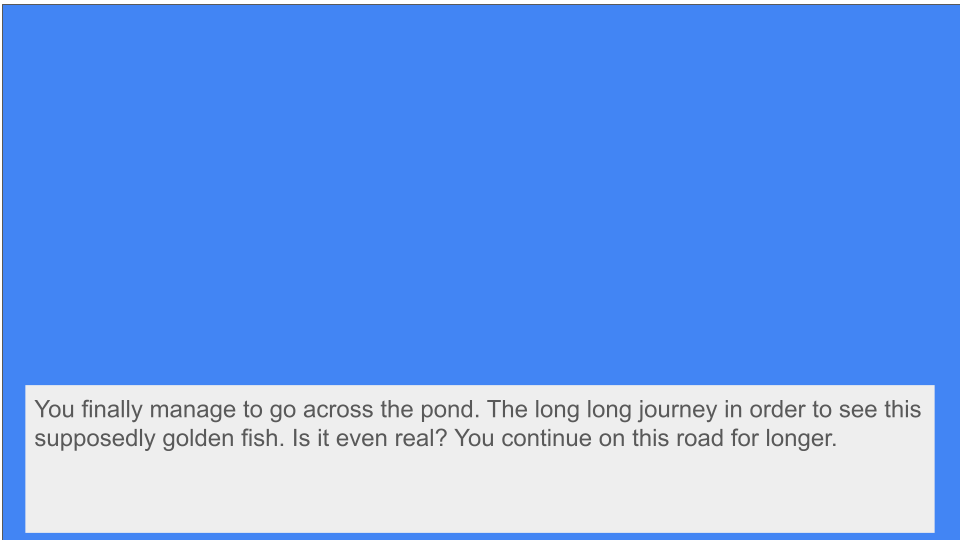 You finally manage to go across the pond. The long long journey in order to see this
supposedly golden fish. Is it even real? You continue on this road for longer.